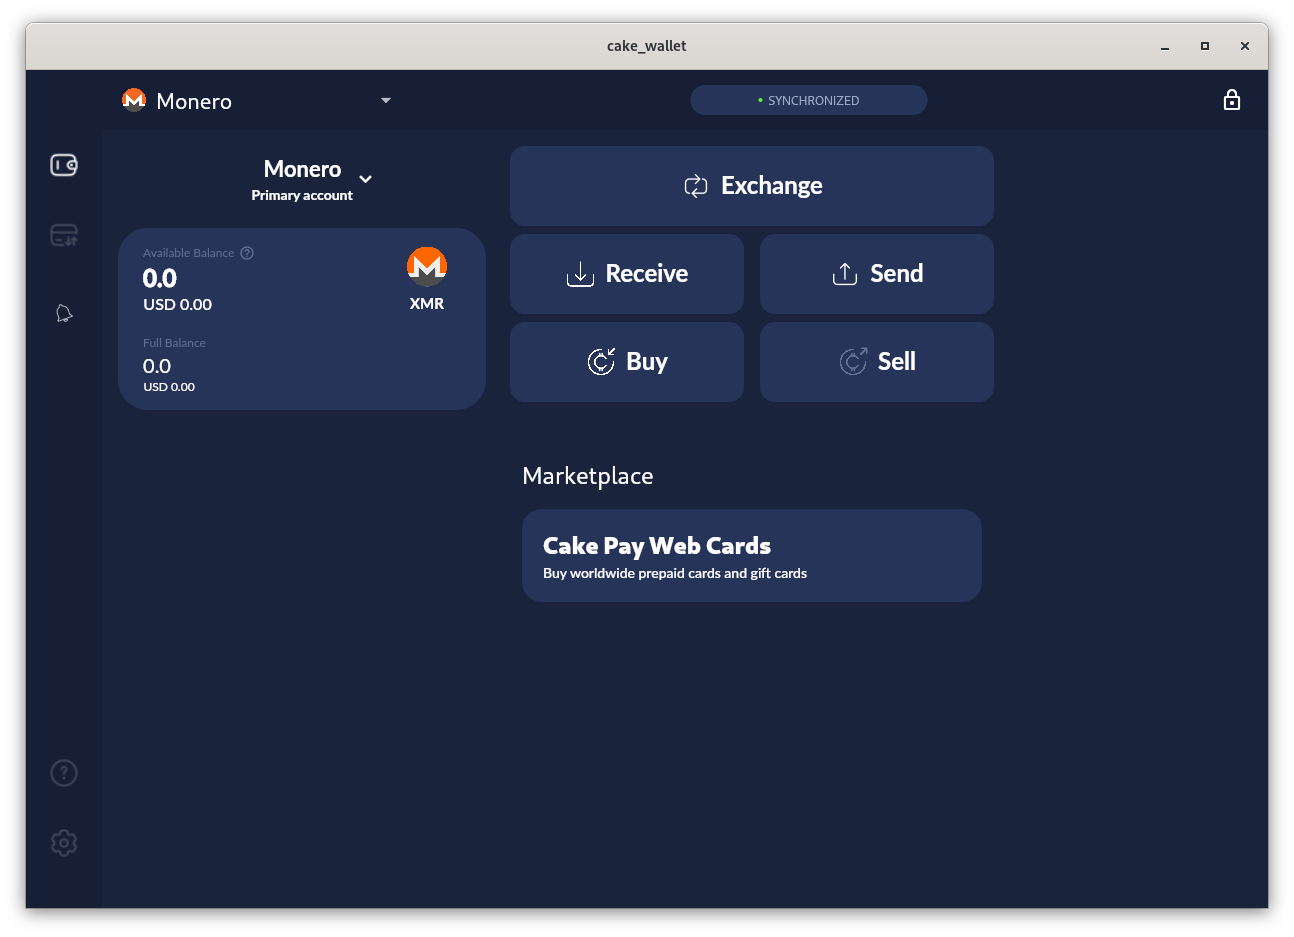 cake_wallet
Monero
SYNCHRONIZED
Monero
Primary account
Available Balance ?
0.0
USD 0.00
XMR
Full Balance
0.0
USD 0.00
Exchange
Receive
Send
Buy
Sell
Marketplace
Cake Pay Web Cards
Buy worldwide prepaid cards and gift cards
?